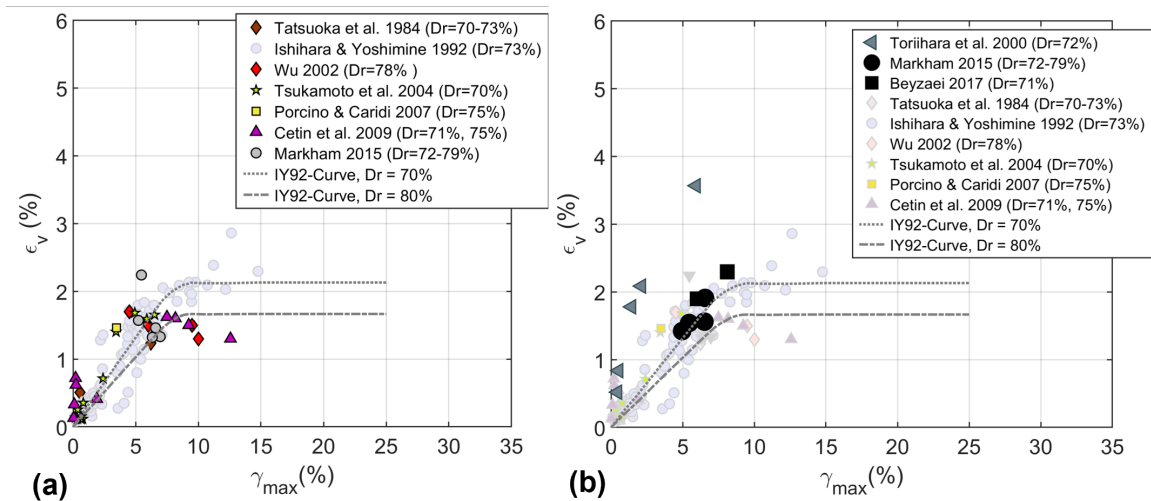 6
5
4
3
2
1
0
ϵv (%)
0 5 10 15 20 25 30 35
γmax(%)
(a)
Tatsuoka et al. 1984 (Dr=70-73%)
Ishihara & Yoshimine 1992 (Dr=73%)
Wu 2002 (Dr=78% )
Tsukamoto et al. 2004 (Dr=70%)
Porcino & Caridi 2007 (Dr=75%)
Cetin et al. 2009 (Dr=71%, 75%)
Markham 2015 (Dr=72-79%)
IY92-Curve, Dr = 70%
IY92-Curve, Dr = 80%
6
5
4
3
2
1
0
ϵv (%)
0 5 10 15 20 25 30 35
γmax(%)
(b)
Toriihara et al. 2000 (Dr=72%)
Markham 2015 (Dr=72-79%)
Beyzaei 2017 (Dr=71%)
Tatsuoka et al. 1984 (Dr=70-73%)
Ishihara & Yoshimine 1992 (Dr=73%)
Wu 2002 (Dr=78%)
Tsukamoto et al. 2004 (Dr=70%)
Porcino & Caridi 2007 (Dr=75%)
Cetin et al. 2009 (Dr=71%, 75%)
IY92-Curve, Dr = 70%
IY92-Curve, Dr = 80%